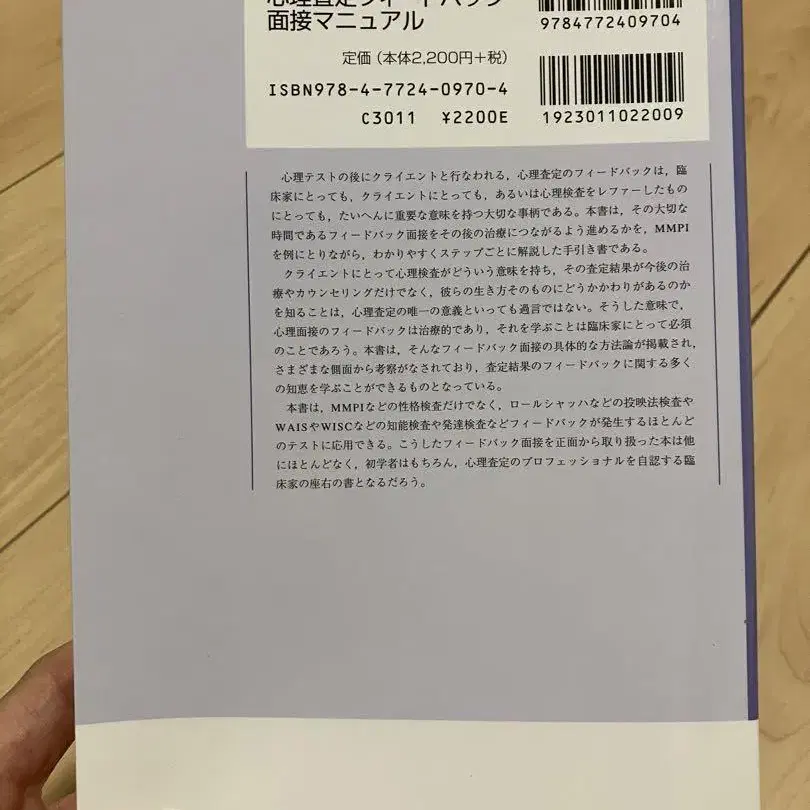 心理査定フィードバック
面接マニュアル
9784772409704
定価（本体2,200円＋税）
ISBN978-4-7724-0970-4
C3011 ¥2200E
1923011022009
心理テストの後にクライエントと行なわれる，心理査定のフィードバックは，臨
床家にとっても，クライエントにとっても，あるいは心理検査をレファーしたもの
にとっても，たいへんに重要な意味を持つ大切な事柄である。本書は，その大切な
時間であるフィードバック面接をその後の治療につながるよう進めるかを，MMPI
を例にとりながら，わかりやすくステップごとに解説した手引き書である。
クライエントにとって心理検査がどういう意味を持ち，その査定結果が今後の治
療やカウンセリングだけでなく，彼らの生き方そのものにどうかかわりがあるのか
を知ることは，心理査定の唯一の意義といっても過言ではない。そうした意味で，
心理面接のフィードバックは治療的であり，それを学ぶことは臨床家にとって必須
のことであろう。本書は，そんなフィードバック面接の具体的な方法論が掲載され，
さまざまな側面から考察がなされており，査定結果のフィードバックに関する多く
の知恵を学ぶことができるものとなっている。
本書は，MMPIなどの性格検査だけでなく，ロールシャッハなどの投映法検査や
WAISやWISCなどの知能検査や発達検査などフィードバックが発生するほとんど
のテストに応用できる。こうしたフィードバック面接を正面から取り扱った本は他
にほとんどなく，初学者はもちろん，心理査定のプロフェッショナルを自認する臨
床家の座右の書となるだろう。